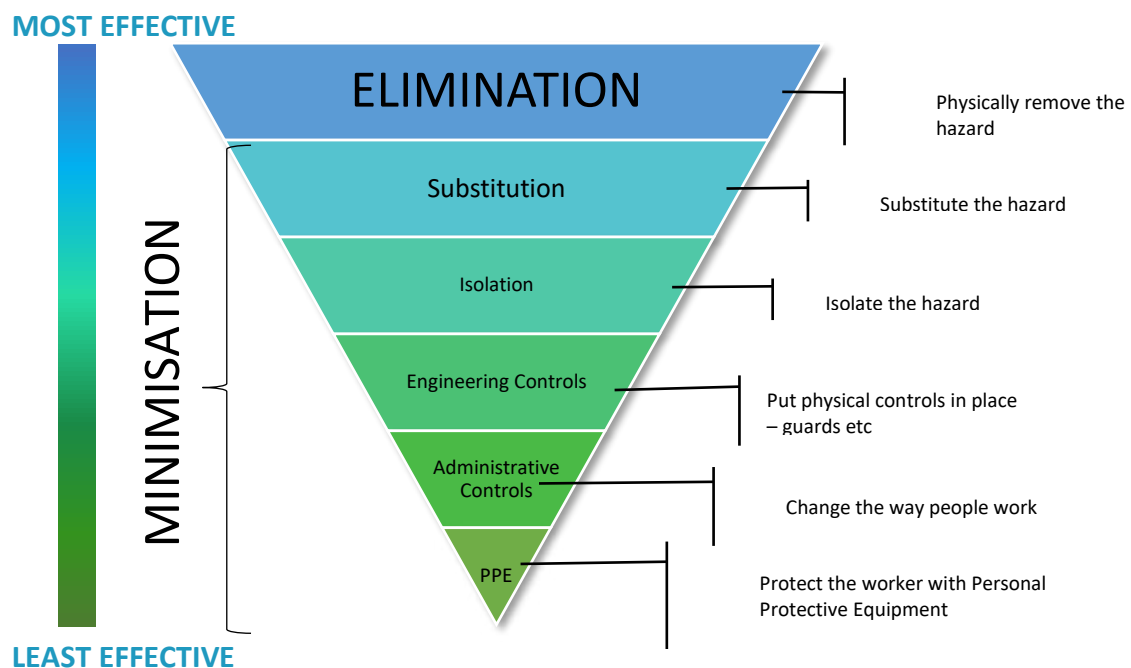 MOST EFFECTIVE
ELIMINATION
Physically remove the
hazard
Substitution
Substitute the hazard
Isolation
Isolate the hazard
MINIMISATION
Engineering Controls
Put physical controls in place
– guards etc
Administrative
Controls
Change the way people work
PPE
Protect the worker with Personal
Protective Equipment
LEAST EFFECTIVE